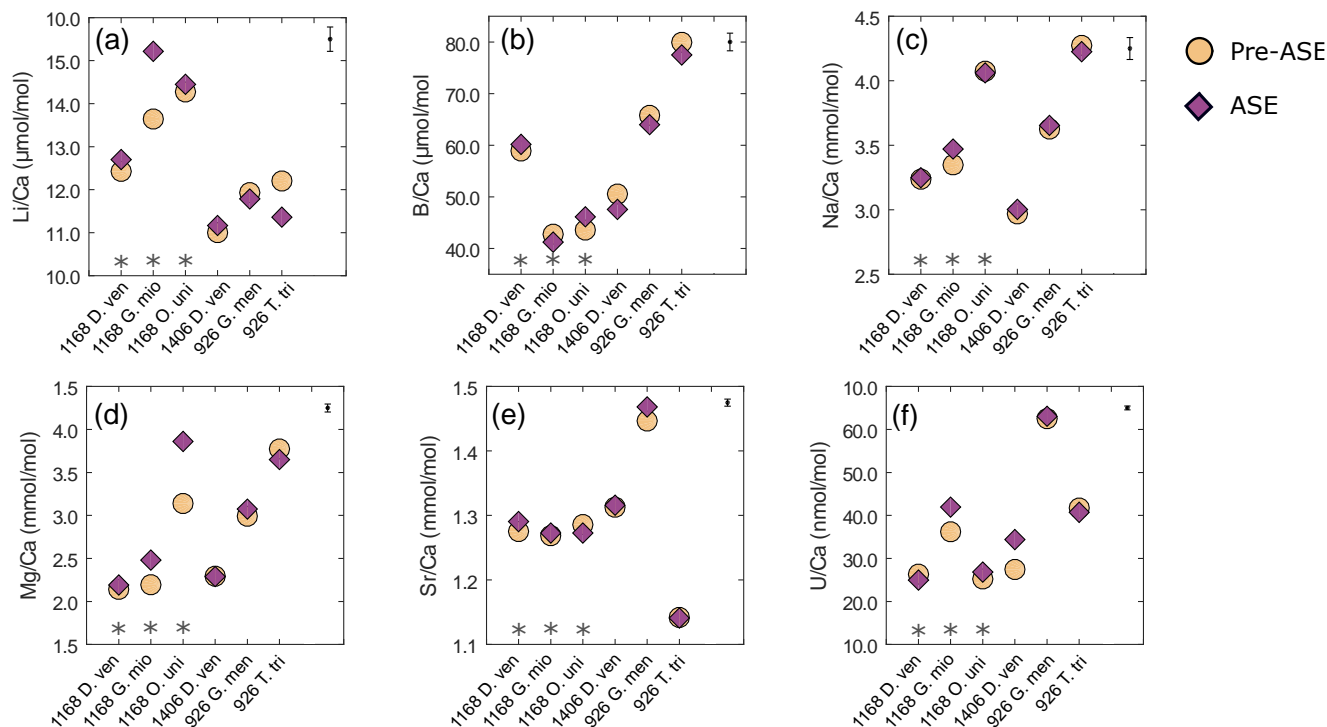 (a)
10.0
15.0
14.0
13.0
12.0
11.0
10.0
Li/Ca (μmol/mol)
1168 D. ven
1168 G. mio
1168 O. uni
1406 D. ven
926 G. men
926 T. tri
(b)
80.0
70.0
60.0
50.0
40.0
B/Ca (μmol/mol)
1168 D. ven
1168 G. mio
1168 O. uni
1406 D. ven
926 G. men
926 T. tri
(c)
4.5
4.0
3.5
3.0
2.5
Na/Ca (mmol/mol)
1168 D. ven
1168 G. mio
1168 O. uni
1406 D. ven
926 G. men
926 T. tri
Pre-ASE
ASE
(d)
1.5
4.0
3.5
3.0
2.5
2.0
1.5
Mg/Ca (mmol/mol)
1168 D. ven
1168 G. mio
1168 O. uni
1406 D. ven
926 G. men
926 T. tri
(e)
1.5
1.4
1.3
1.2
1.1
Sr/Ca (mmol/mol)
1168 D. ven
1168 G. mio
1168 O. uni
1406 D. ven
926 G. men
926 T. tri
(f)
10.0
60.0
50.0
40.0
30.0
20.0
10.0
U/Ca (nmol/mol)
1168 D. ven
1168 G. mio
1168 O. uni
1406 D. ven
926 G. men
926 T. tri